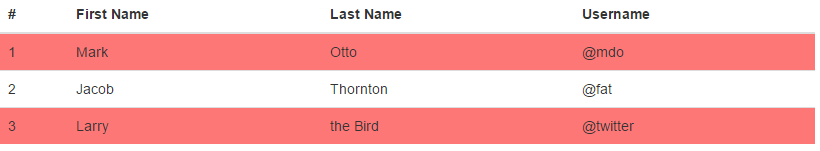 # First Name Last Name Username
1 Mark Otto @mdo
2 Jacob Thornton @fat
3 Larry the Bird @twitter